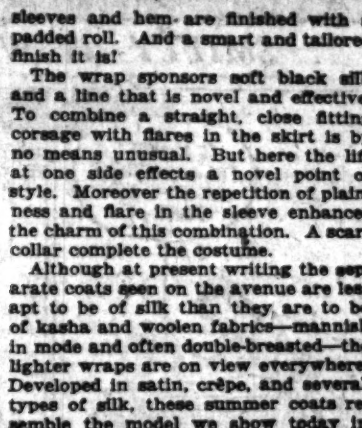 sleeves and hem are finished with
padded roll. And a smart and tailore
finish it is!
The wrap sponsors soft black sil
and a line that is novel and effectiv
To combine a straight, close fittin
corsage with flares in the skirt is b
no means unusual. But here the li
at one side effects a novel point o
style. Moreover the repetition of plain
ness and flare in the sleeve enhance
the charm of this combination. A scar
collar complete the costume.
Although at present writing the sep
arate coats seen on the avenue are les
apt to be of silk than they are to b
of kasha and woolen fabrics—mannis
in mode and often double-breasted—th
lighter wraps are on view everywhere
Developed in satin, crêpe, and severa
types of silk, these summer coats re
semble the model we show today i